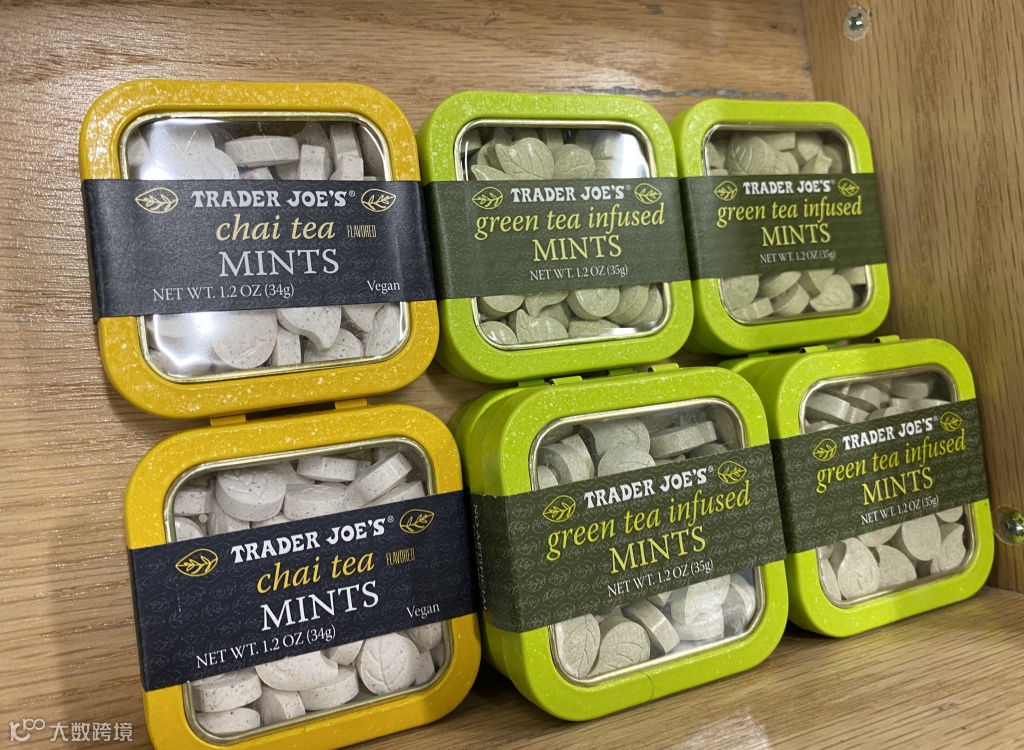 TRADER JOE'S®
chai tea FLAVORED
MINTS
NET WT. 1.2 OZ (34g) Vegan
TRADER JOE'S®
green tea infused
MINTS
NET WT. 1.2 OZ (35g)
TRADER JOE'S®
green tea infused
MINTS
NET WT. 1.2 OZ (35g)
TRADER JOE'S®
chai tea FLAVORED
MINTS
NET WT. 1.2 OZ (34g) Vegan
TRADER JOE'S®
green tea infused
MINTS
NET WT. 1.2 OZ (35g)
TRADER JOE'S®
green tea infused
MINTS
NET WT. 1.2 OZ (35g)
大数跨境